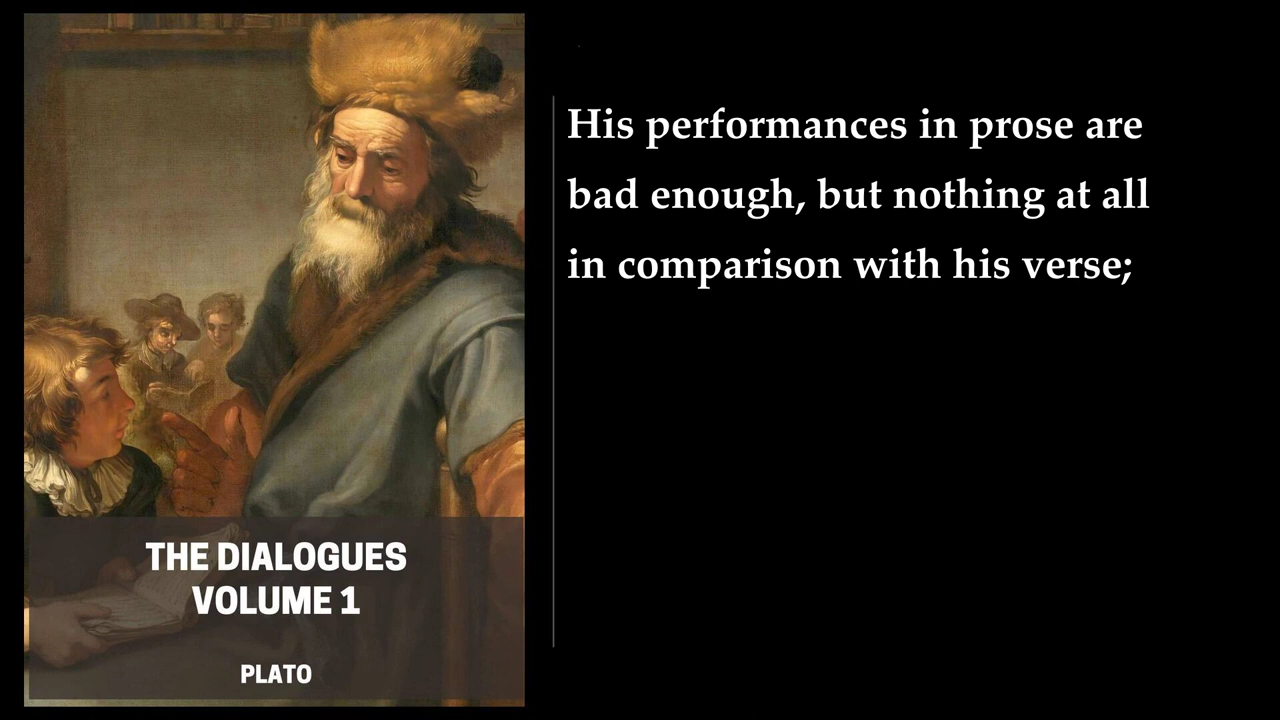 His performances in prose are
bad enough, but nothing at all
in comparison with his verse;
THE DIALOGUES
VOLUME 1
PLATO